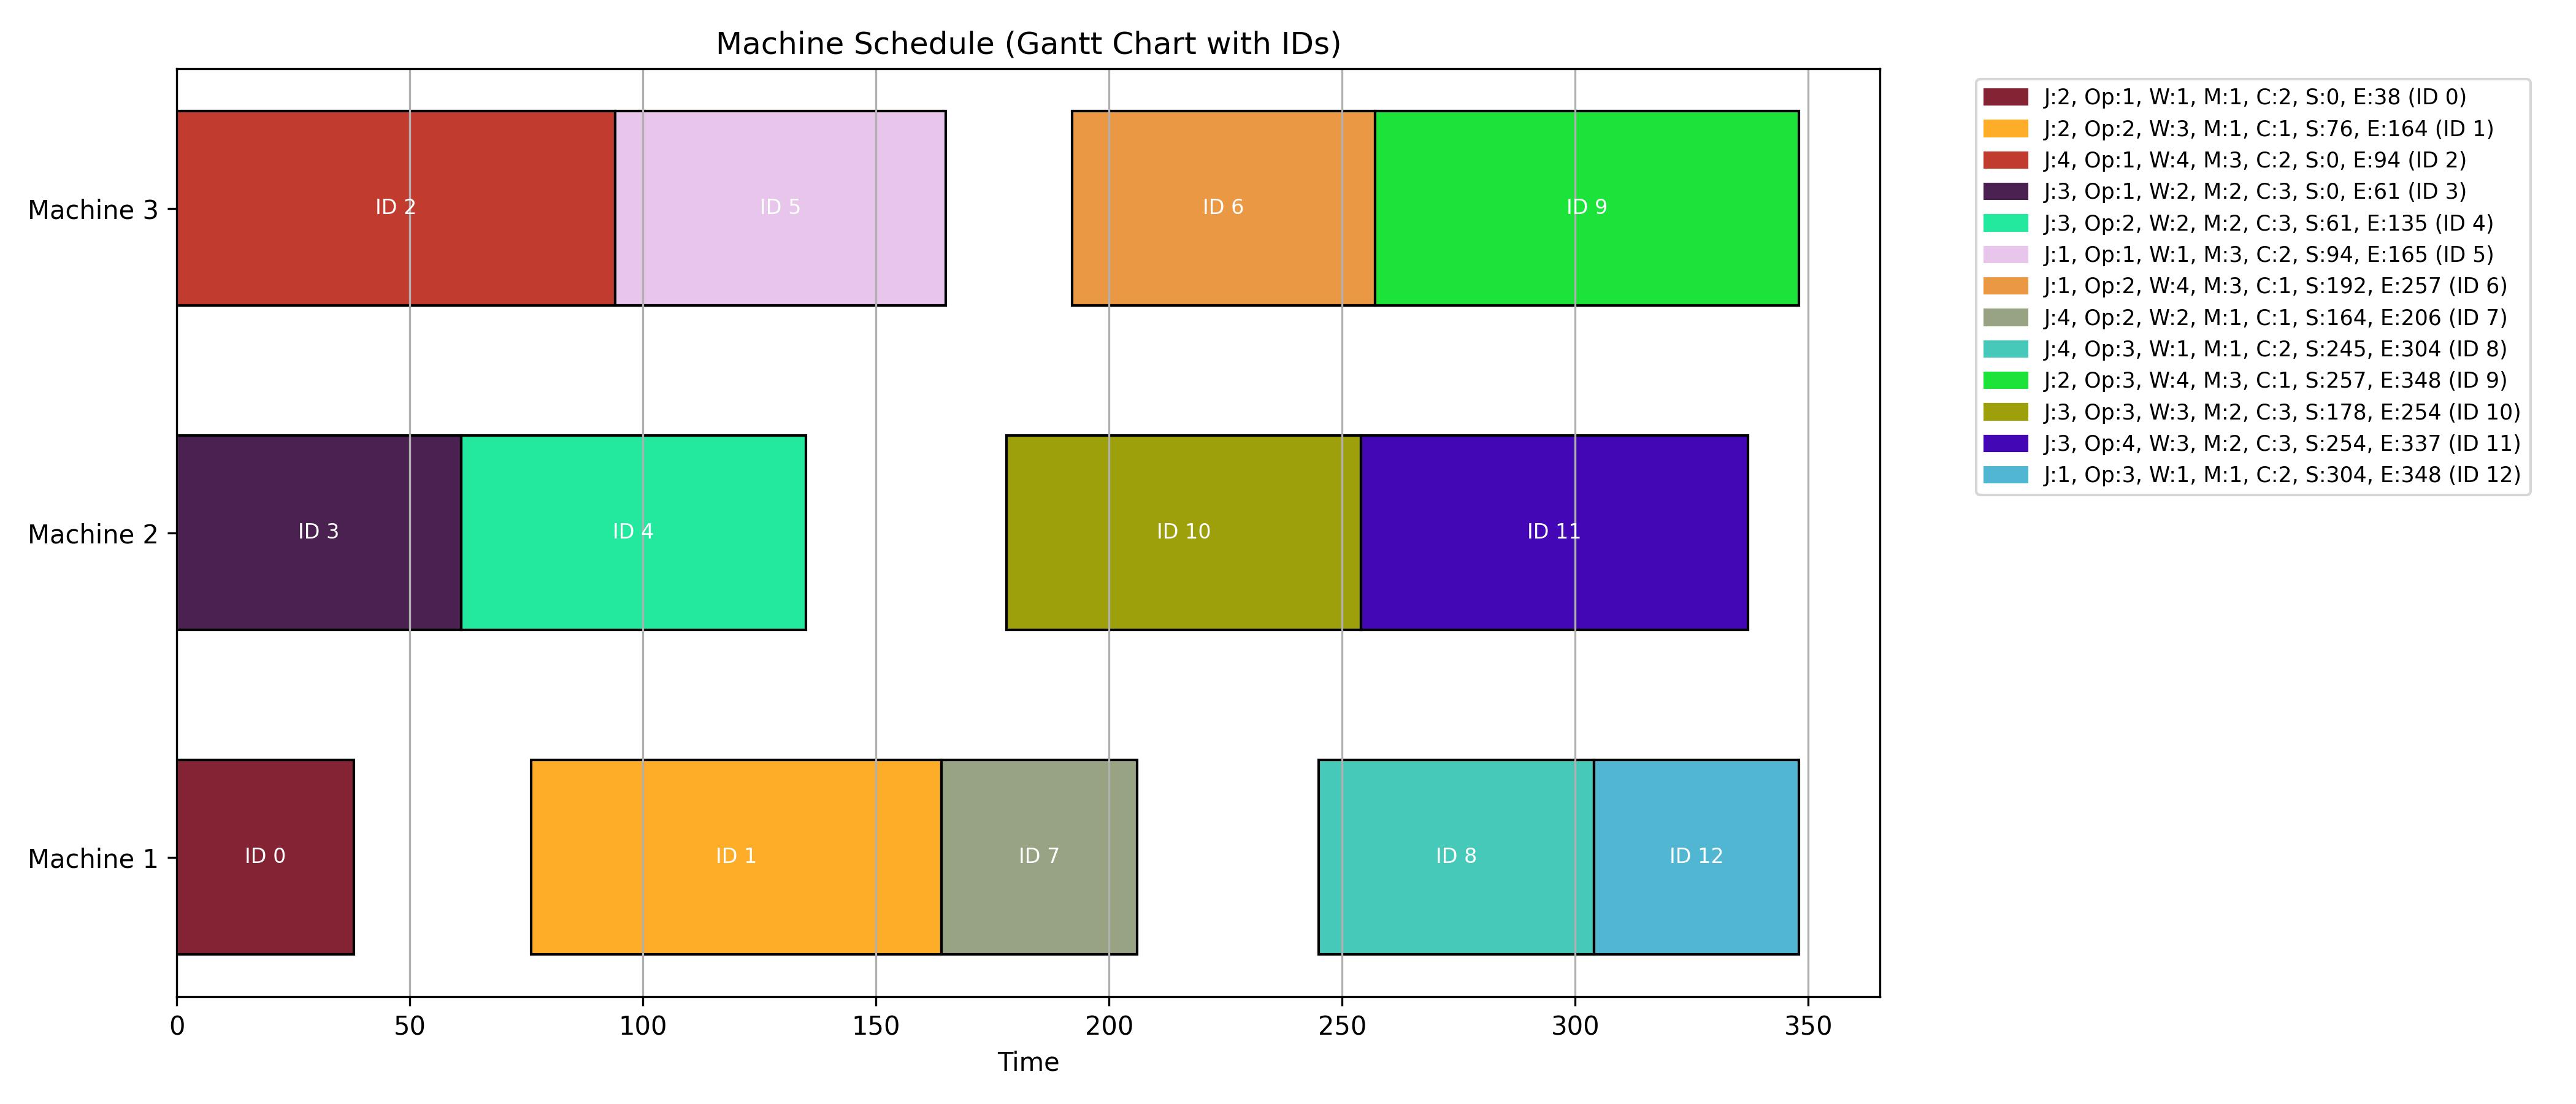 Machine Schedule (Gantt Chart with IDs)
Machine 3
ID 2
ID 5
ID 6
ID 9
Machine 2
ID 3
ID 4
ID 10
ID 11
Machine 1
ID 0
ID 1
ID 7
ID 8
ID 12
0 50 100 150 200 250 300 350
Time
J:2, Op:1, W:1, M:1, C:2, S:0, E:38 (ID 0)
J:2, Op:2, W:3, M:1, C:1, S:76, E:164 (ID 1)
J:4, Op:1, W:4, M:3, C:2, S:0, E:94 (ID 2)
J:3, Op:1, W:2, M:2, C:3, S:0, E:61 (ID 3)
J:3, Op:2, W:2, M:2, C:3, S:61, E:135 (ID 4)
J:1, Op:1, W:1, M:3, C:2, S:94, E:165 (ID 5)
J:1, Op:2, W:4, M:3, C:1, S:192, E:257 (ID 6)
J:4, Op:2, W:2, M:1, C:1, S:164, E:206 (ID 7)
J:4, Op:3, W:1, M:1, C:2, S:245, E:304 (ID 8)
J:2, Op:3, W:4, M:3, C:1, S:257, E:348 (ID 9)
J:3, Op:3, W:3, M:2, C:3, S:178, E:254 (ID 10)
J:3, Op:4, W:3, M:2, C:3, S:254, E:337 (ID 11)
J:1, Op:3, W:1, M:1, C:2, S:304, E:348 (ID 12)